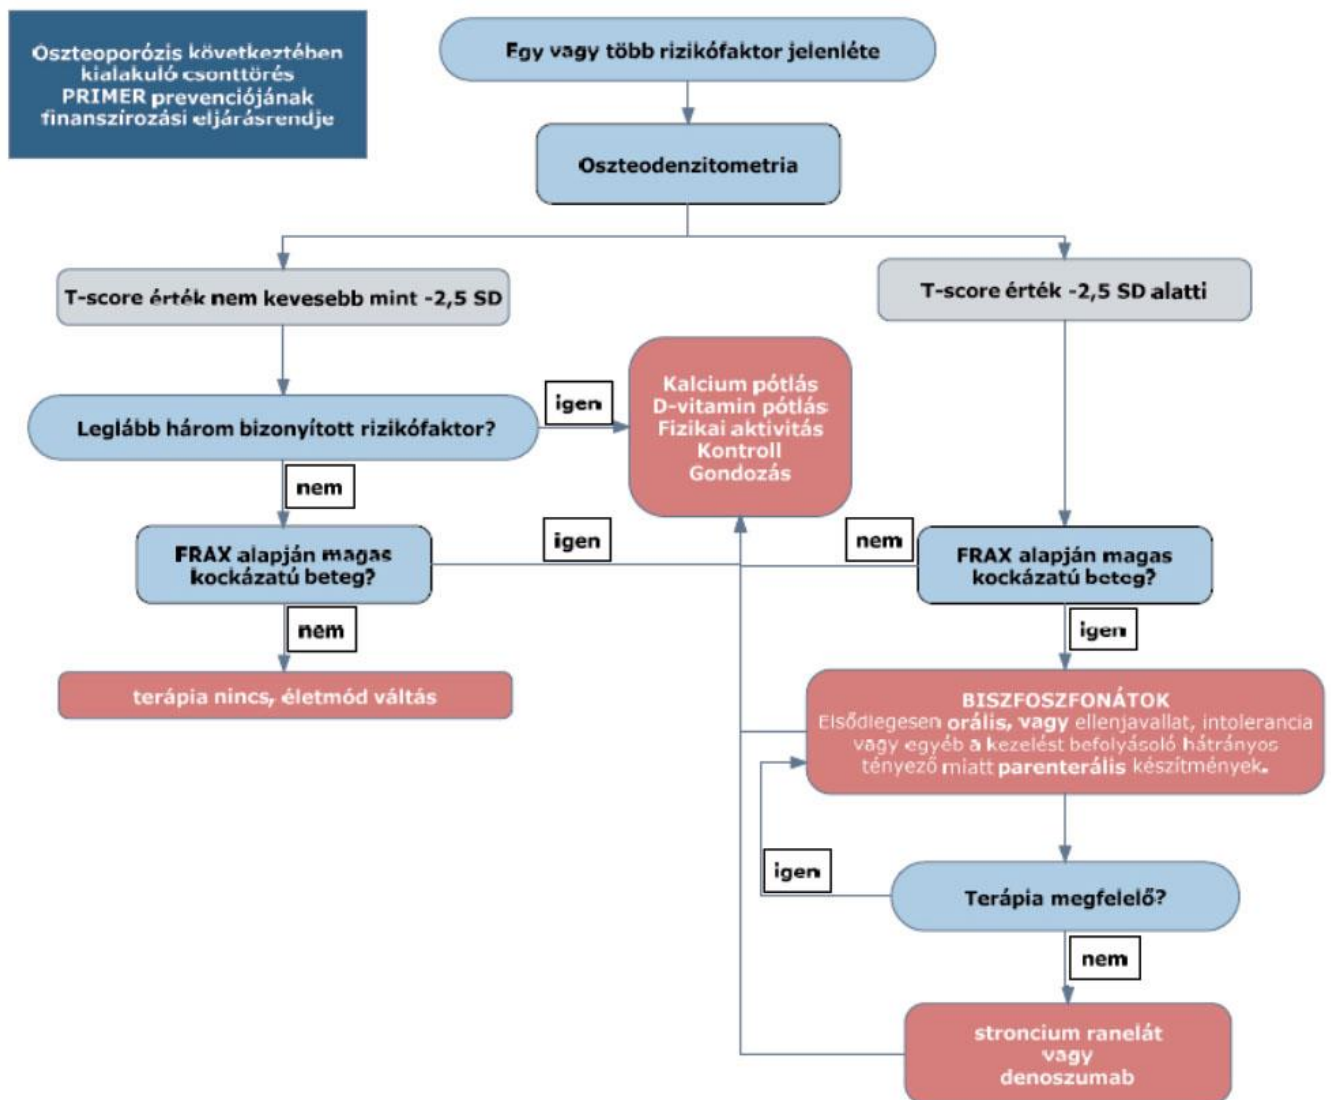 Oszteoporózis következtében
kialakuló csonttörés
PRIMER prevenciójának
finanszírozási eljárásrendje
Egy vagy több rizikófaktor jelenléte
Oszteodenzitometria
T-score érték nem kevesebb mint -2,5 SD
T-score érték -2,5 SD alatti
Leglább három bizonyított rizikófaktor?
igen
Kalcium pótlás
D-vitamin pótlás
Fizikai aktivitás
Kontroll
Gondozás
nem
FRAX alapján magas
kockázatú beteg?
igen
nem
FRAX alapján magas
kockázatú beteg?
nem
igen
terápia nincs, életmód váltás
BISZFOSZFONÁTOK
Elsődlegesen orális, vagy ellenjavallat, intolerancia
vagy egyéb a kezelést befolyásoló hátrányos
tényező miatt parenterális készítmények.
igen
Terápia megfelelő?
nem
stroncium ranelát
vagy
denoszumab